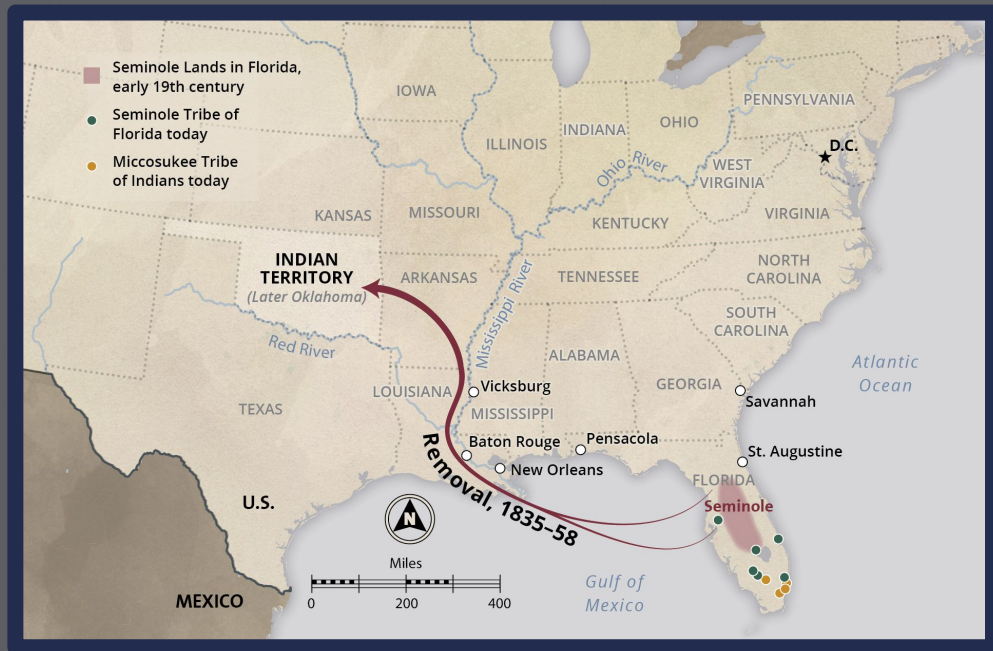 Seminole Lands in Florida,
early 19th century
Seminole Tribe of
Florida today
Miccosukee Tribe
of Indians today
IOWA
ILLINOIS
INDIANA
OHIO
PENNSYLVANIA
D.C.
Ohio River
WEST
VIRGINIA
VIRGINIA
KANSAS
MISSOURI
KENTUCKY
INDIAN
TERRITORY
(Later Oklahoma)
ARKANSAS
Mississippi River
TENNESSEE
NORTH
CAROLINA
SOUTH
CAROLINA
Red River
ALABAMA
Atlantic
Ocean
TEXAS
LOUISIANA
Vicksburg
MISSISSIPPI
GEORGIA
Savannah
Baton Rouge
Pensacola
St. Augustine
New Orleans
FLORIDA
Seminole
Removal, 1835–58
U.S.
N
Miles
0 200 400
MEXICO
Gulf of
Mexico